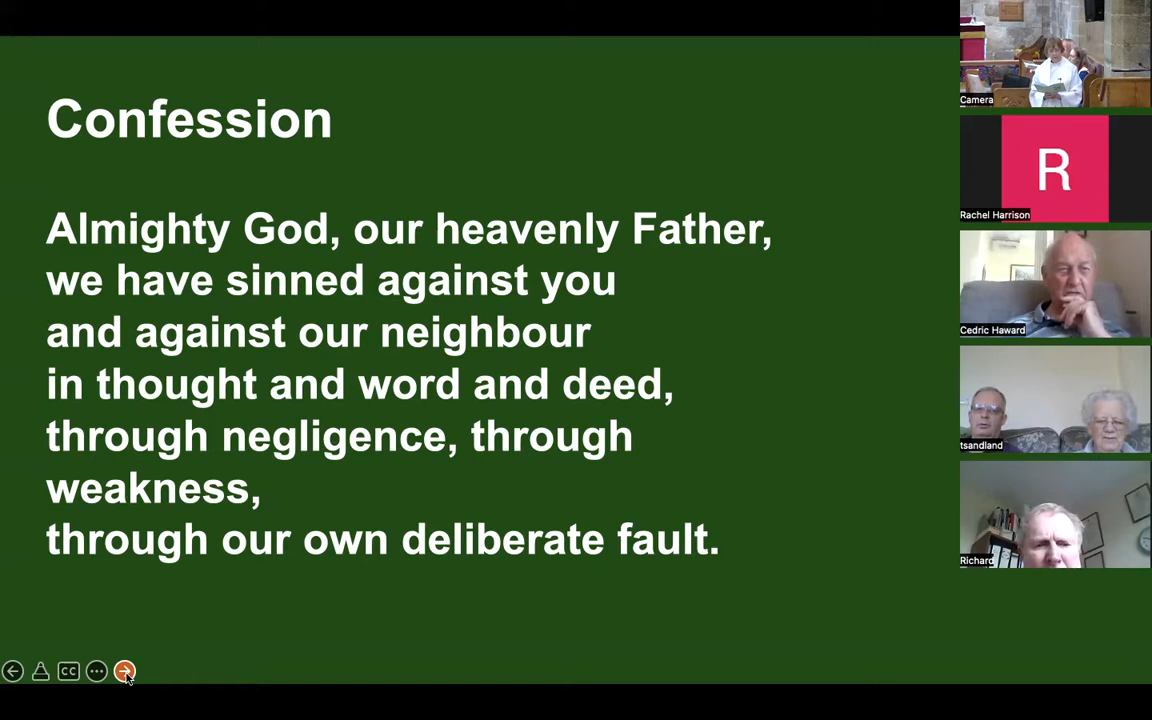 Confession
Almighty God, our heavenly Father,
we have sinned against you
and against our neighbour
in thought and word and deed,
through negligence, through
weakness,
through our own deliberate fault.
CC
Camera
R
Rachel Harrison
Cedric Haward
tsandland
Richard